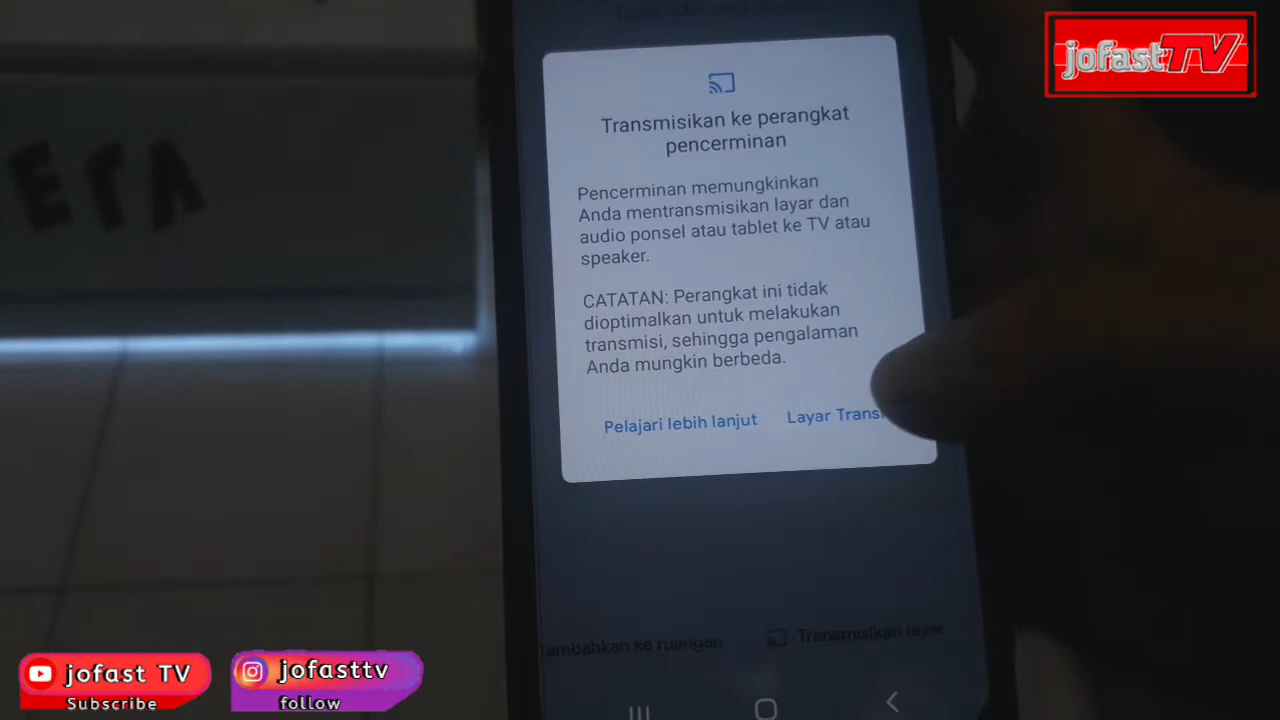 jofastTV
Transmisikan ke perangkat
pencerminan
Pencerminan memungkinkan
Anda mentransmisikan layar dan
audio ponsel atau tablet ke TV atau
speaker.
CATATAN: Perangkat ini tidak
dioptimalkan untuk melakukan
transmisi, sehingga pengalaman
Anda mungkin berbeda.
Pelajari lebih lanjut
Layar Trans
ambahkan ke ruangan
Transmisikan layar
jofast TV
Subscribe
jofasttv
follow